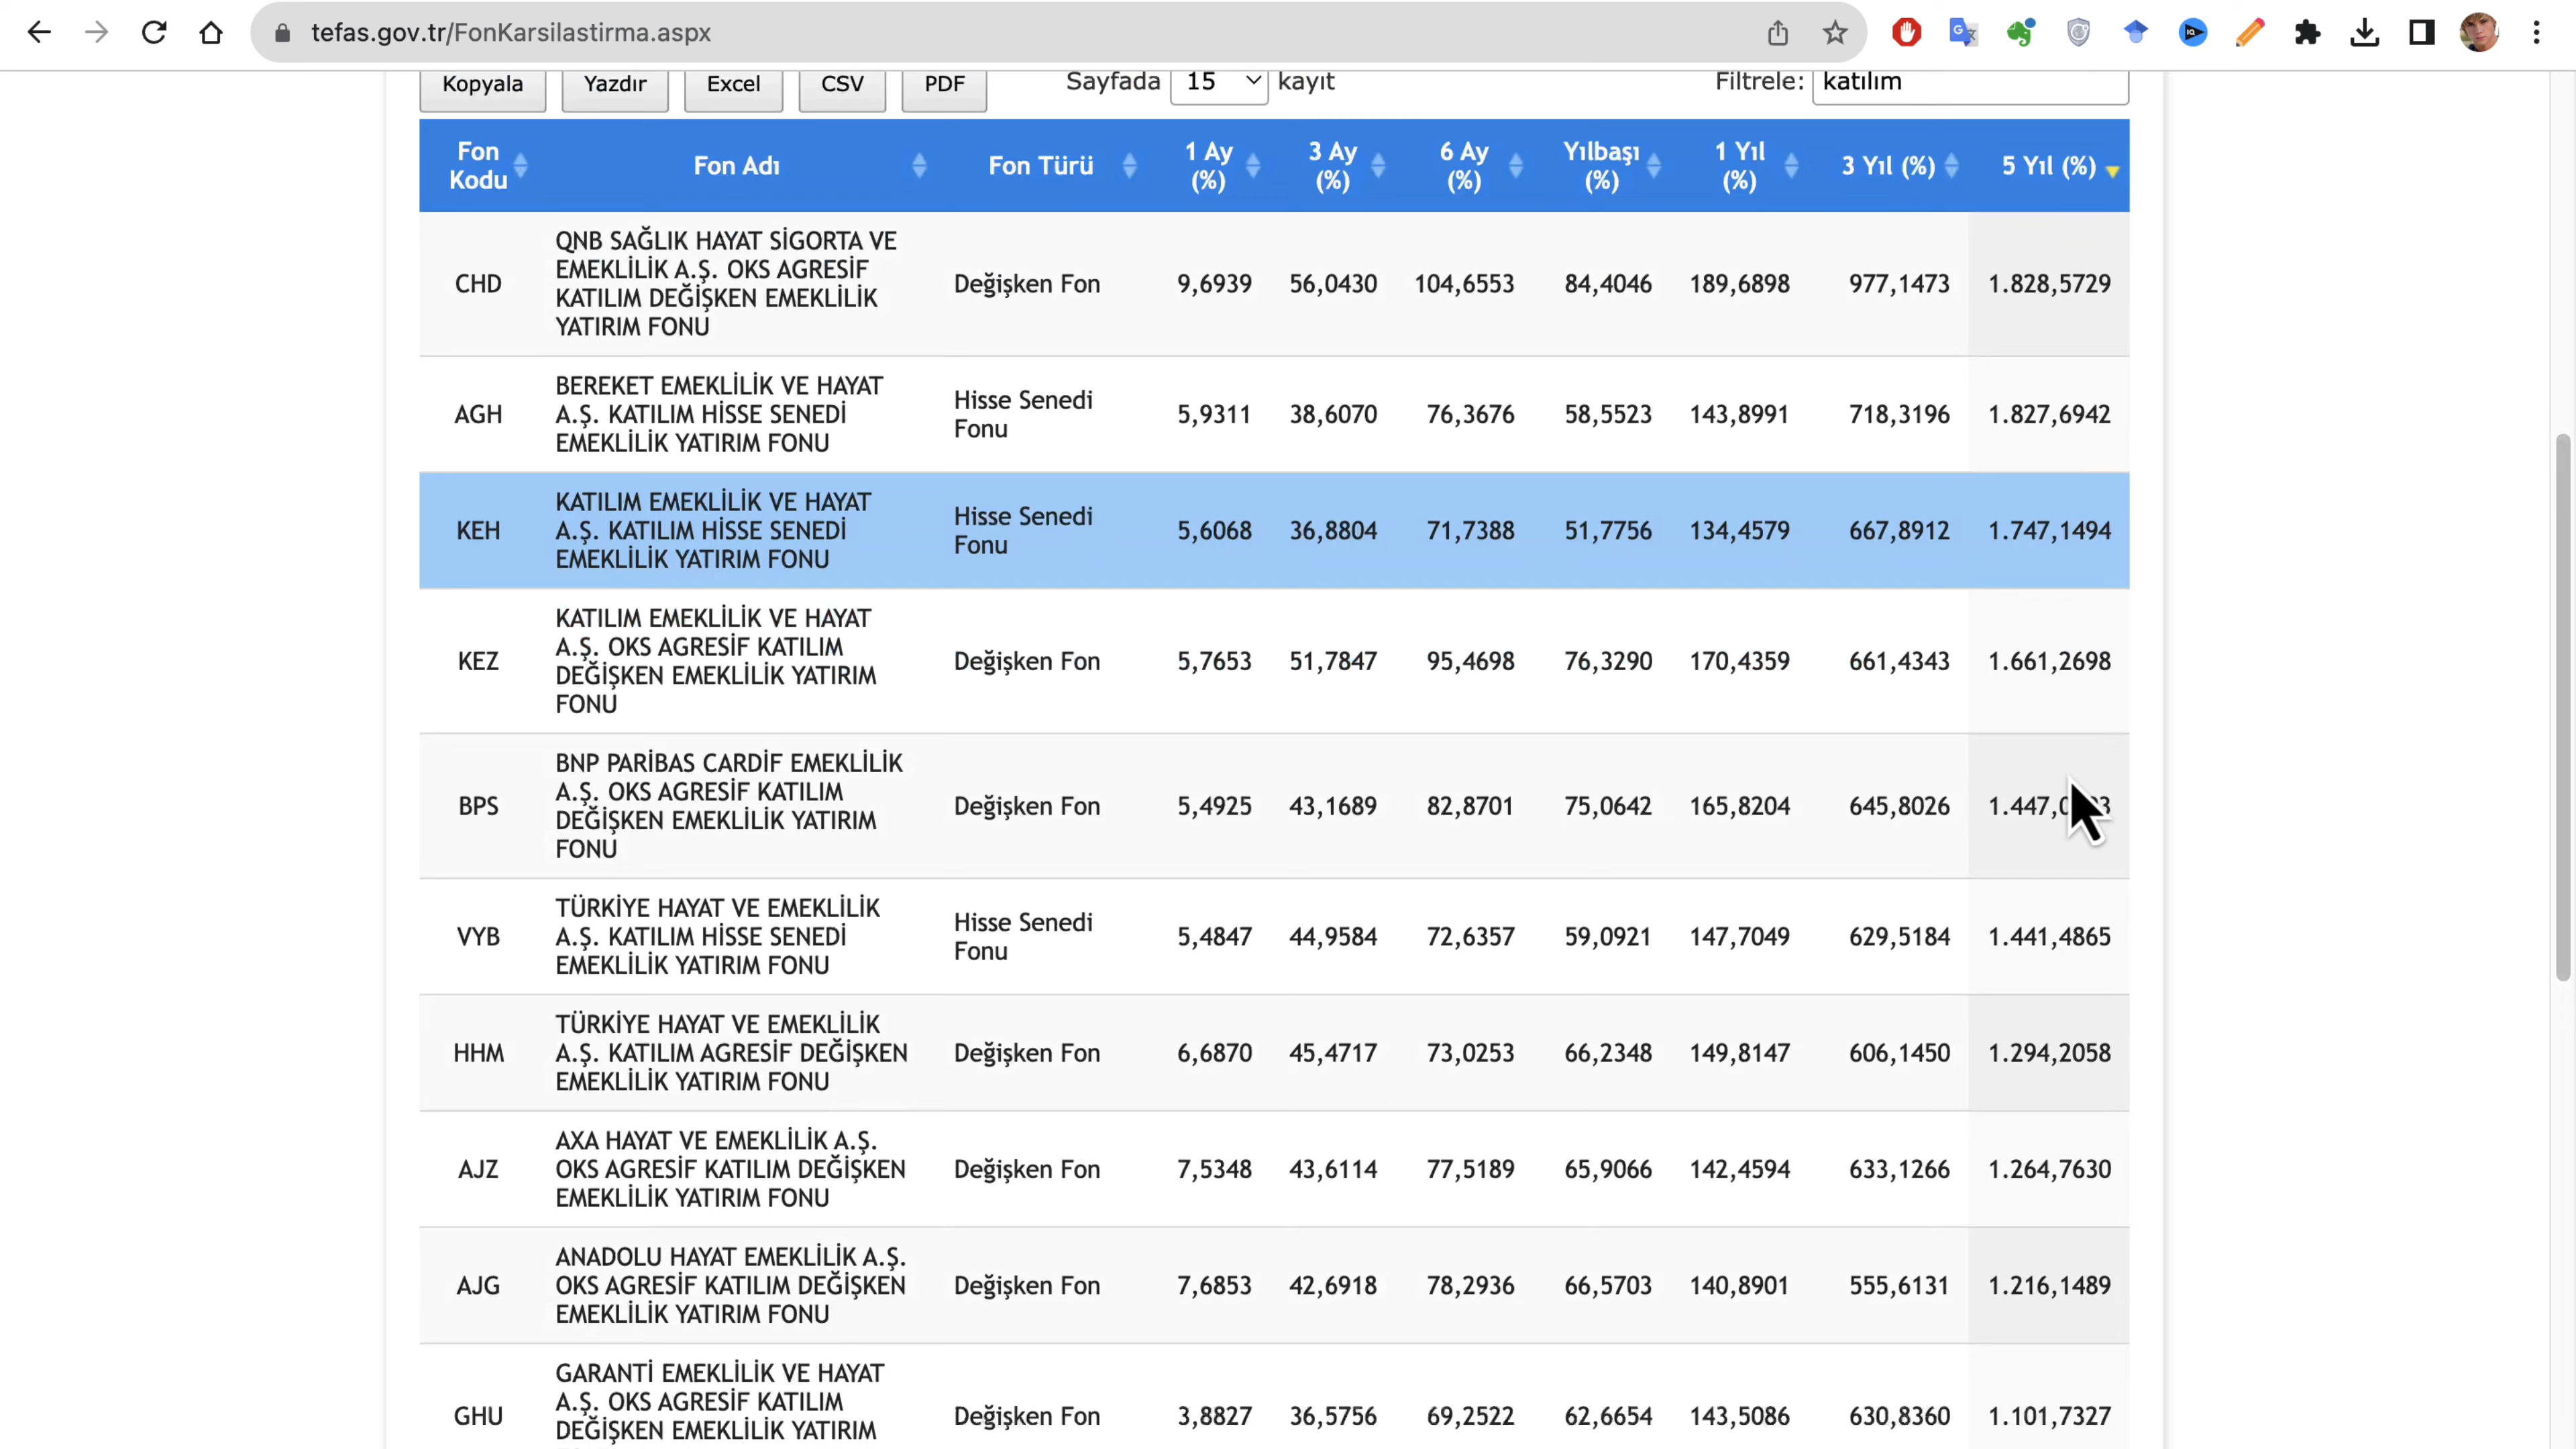 tefas.gov.tr/FonKarsilastirma.aspx
Kopyala Yazdır Excel CSV PDF Sayfada 15 kayıt Filtrele: katılım
Fon Kodu Fon Adı Fon Türü 1 Ay (%) 3 Ay (%) 6 Ay (%) Yılbaşı (%) 1 Yıl (%) 3 Yıl (%) 5 Yıl (%)
QNB SAĞLIK HAYAT SİGORTA VE
EMEKLİLİK A.Ş. OKS AGRESİF
KATILIM DEĞİŞKEN EMEKLİLİK
YATIRIM FONU
CHD Değişken Fon 9,6939 56,0430 104,6553 84,4046 189,6898 977,1473 1.828,5729
BEREKET EMEKLİLİK VE HAYAT
A.Ş. KATILIM HİSSE SENEDİ
EMEKLİLİK YATIRIM FONU
AGH Hisse Senedi Fonu 5,9311 38,6070 76,3676 58,5523 143,8991 718,3196 1.827,6942
KATILIM EMEKLİLİK VE HAYAT
A.Ş. KATILIM HİSSE SENEDİ
EMEKLİLİK YATIRIM FONU
KEH Hisse Senedi Fonu 5,6068 36,8804 71,7388 51,7756 134,4579 667,8912 1.747,1494
KATILIM EMEKLİLİK VE HAYAT
A.Ş. OKS AGRESİF KATILIM
DEĞİŞKEN EMEKLİLİK YATIRIM
FONU
KEZ Değişken Fon 5,7653 51,7847 95,4698 76,3290 170,4359 661,4343 1.661,2698
BNP PARİBAS CARDİF EMEKLİLİK
A.Ş. OKS AGRESİF KATILIM
DEĞİŞKEN EMEKLİLİK YATIRIM
FONU
BPS Değişken Fon 5,4925 43,1689 82,8701 75,0642 165,8204 645,8026
TÜRKİYE HAYAT VE EMEKLİLİK
A.Ş. KATILIM HİSSE SENEDİ
EMEKLİLİK YATIRIM FONU
VYB Hisse Senedi Fonu 5,4847 44,9584 72,6357 59,0921 147,7049 629,5184 1.441,4865
TÜRKİYE HAYAT VE EMEKLİLİK
A.Ş. KATILIM AGRESİF DEĞİŞKEN
EMEKLİLİK YATIRIM FONU
HHM Değişken Fon 6,6870 45,4717 73,0253 66,2348 149,8147 606,1450 1.294,2058
AXA HAYAT VE EMEKLİLİK A.Ş.
OKS AGRESİF KATILIM DEĞİŞKEN
EMEKLİLİK YATIRIM FONU
AJZ Değişken Fon 7,5348 43,6114 77,5189 65,9066 142,4594 633,1266 1.264,7630
ANADOLU HAYAT EMEKLİLİK A.Ş.
OKS AGRESİF KATILIM DEĞİŞKEN
EMEKLİLİK YATIRIM FONU
AJG Değişken Fon 7,6853 42,6918 78,2936 66,5703 140,8901 555,6131 1.216,1489
GARANTİ EMEKLİLİK VE HAYAT
A.Ş. OKS AGRESİF KATILIM
DEĞİŞKEN EMEKLİLİK YATIRIM
GHU Değişken Fon 3,8827 36,5756 69,2522 62,6654 143,5086 630,8360 1.101,7327